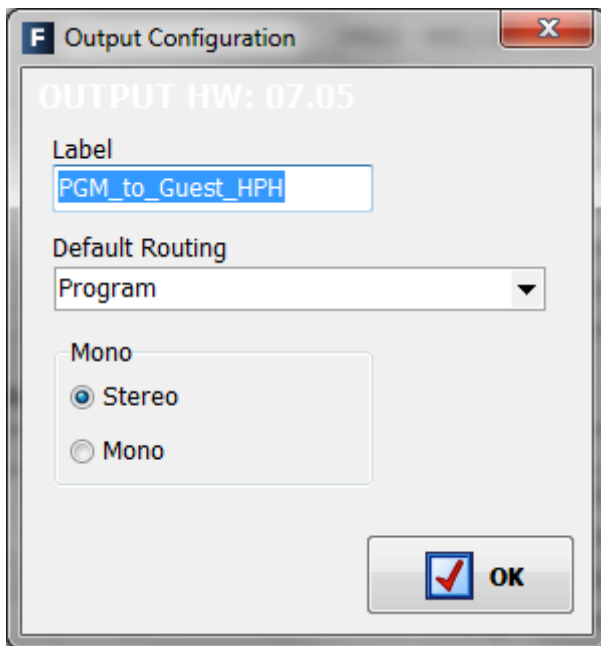 F Output Configuration
OUTPUT HW: 07.05
Label
PGM_to_Guest_HPH
Default Routing
Program
Mono
Stereo
Mono
OK